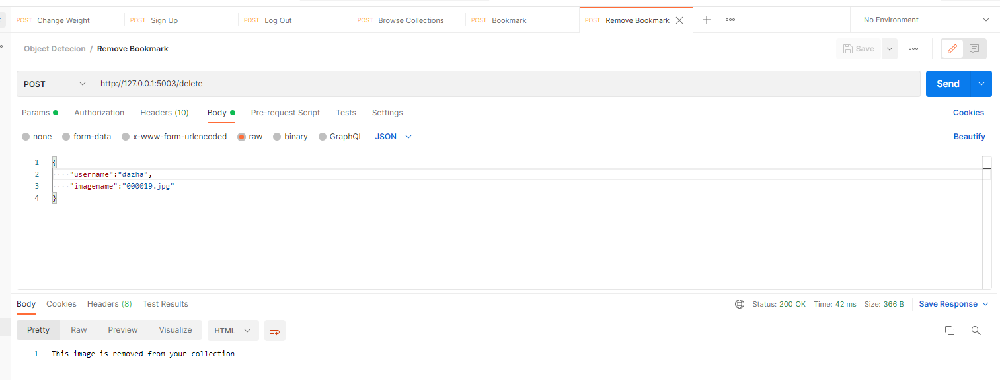 POST Change Weight POST Sign Up POST Log Out POST Browse Collections POST Bookmark POST Remove Bookmark No Environment
Object Detecion / Remove Bookmark Save
POST http://127.0.0.1:5003/delete Send
Params Authorization Headers (10) Body Pre-request Script Tests Settings Cookies
none form-data x-www-form-urlencoded raw binary GraphQL JSON Beautify
1 {
2 "username":"dazha",
3 "imagename":"000019.jpg"
4 }
Body Cookies Headers (8) Test Results Status: 200 OK Time: 42 ms Size: 366 B Save Response
Pretty Raw Preview Visualize HTML
1 This image is removed from your collection